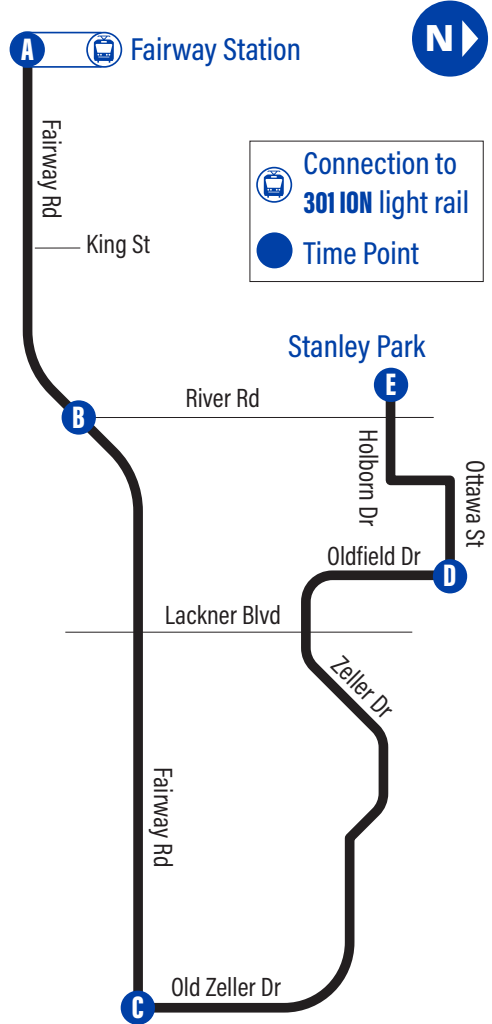 A
Fairway Station
N
Fairway Rd
Connection to
301 ION light rail
Time Point
King St
Stanley Park
E
River Rd
B
Holborn Dr
Ottawa St
Oldfield Dr
D
Lackner Blvd
Zeller Dr
Fairway Rd
Old Zeller Dr
C